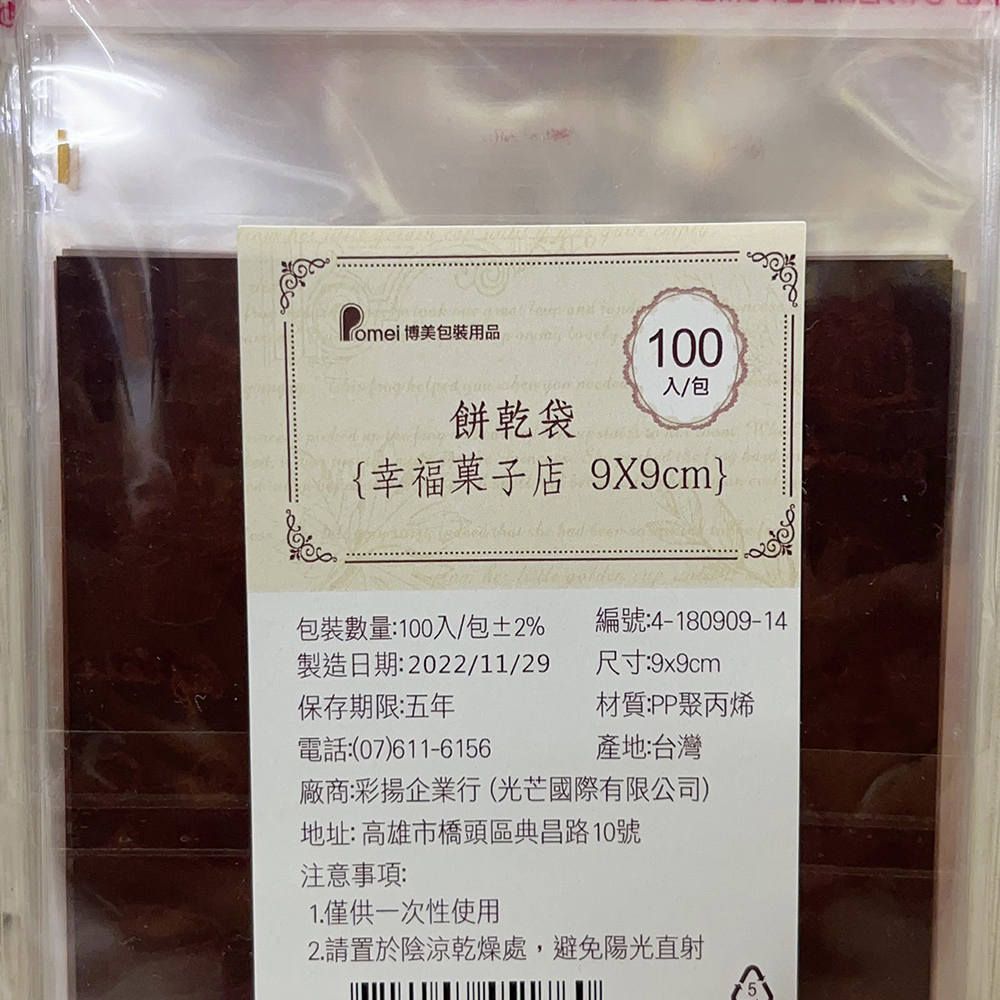 Pomei 博美包裝用品
100
入/包
餅乾袋
{幸福菓子店 9X9cm}
包裝數量:100入/包±2%
編號:4-180909-14
製造日期:2022/11/29
尺寸:9x9cm
保存期限:五年
材質:PP聚丙烯
電話:(07)611-6156
產地:台灣
廠商:彩揚企業行 (光芒國際有限公司)
地址: 高雄市橋頭區典昌路10號
注意事項:
1.僅供一次性使用
2.請置於陰涼乾燥處，避免陽光直射
5